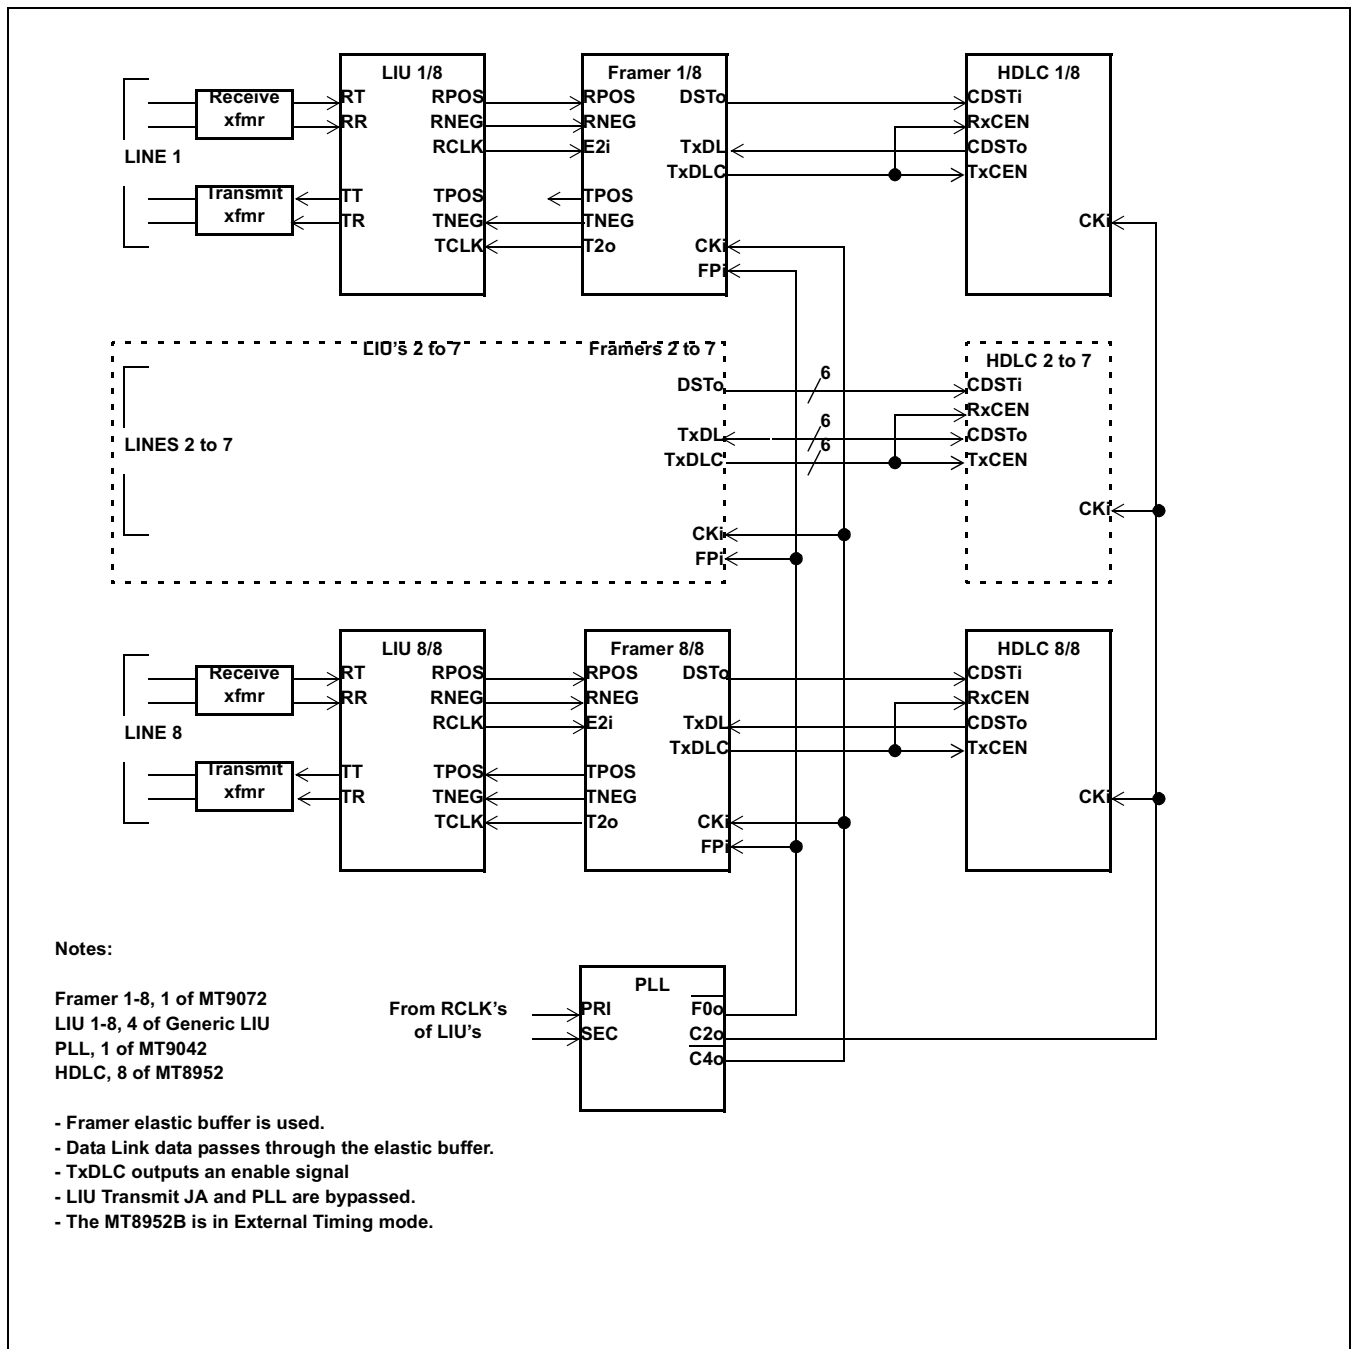 LIU 1/8
Framer 1/8
HDLC 1/8
Receive
xfmr
RT
RR
RPOS
RNEG
RCLK
RPOS
RNEG
E2i
DSTo
TxDL
TxDLC
CDSTi
RxCEN
CDSTo
TxCEN
LINE 1
Transmit
xfmr
TT
TR
TPOS
TNEG
TCLK
TPOS
TNEG
T2o
CKi
FPi
CKi
LIU's 2 to 7
Framers 2 to 7
HDLC 2 to 7
LINES 2 to 7
DSTo
6
CDSTi
RxCEN
TxDL
6
CDSTo
TxDLC
6
TxCEN
CKi
CKi
FPi
LIU 8/8
Framer 8/8
HDLC 8/8
Receive
xfmr
RT
RR
RPOS
RNEG
RCLK
RPOS
RNEG
E2i
DSTo
TxDL
TxDLC
CDSTi
RxCEN
CDSTo
TxCEN
LINE 8
Transmit
xfmr
TT
TR
TPOS
TNEG
TCLK
TPOS
TNEG
T2o
CKi
FPi
CKi
Notes:
Framer 1-8, 1 of MT9072
LIU 1-8, 4 of Generic LIU
PLL, 1 of MT9042
HDLC, 8 of MT8952
From RCLK's
of LIU's
PLL
PRI
SEC
F0o
C2o
C4o
- Framer elastic buffer is used.
- Data Link data passes through the elastic buffer.
- TxDLC outputs an enable signal
- LIU Transmit JA and PLL are bypassed.
- The MT8952B is in External Timing mode.